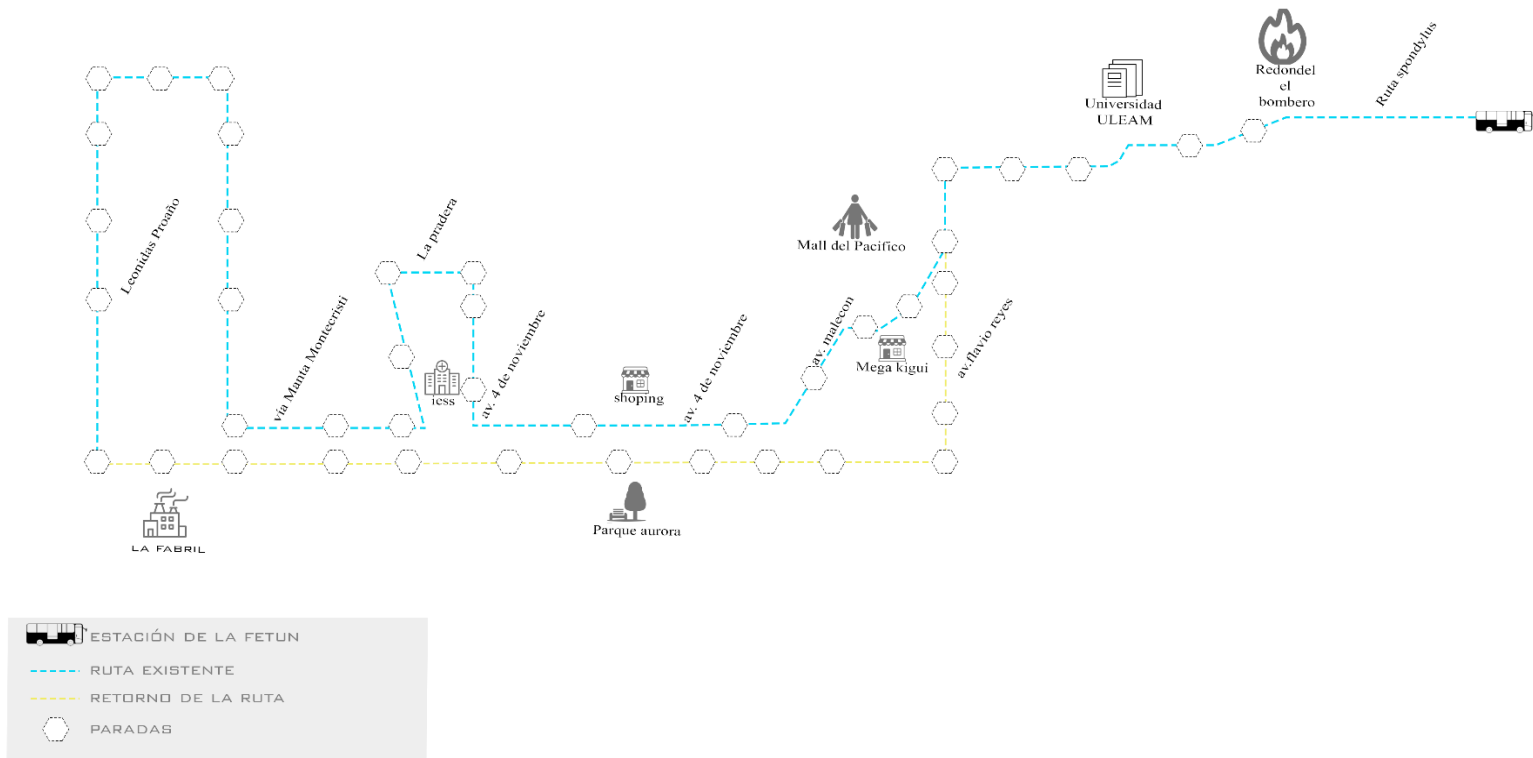 Redondel
el
bombero
Ruta spondylus
Universidad
ULEAM
Leonidas Proaño
La pradera
Mall del Pacifico
vía Manta Montecristi
av. 4 de noviembre
av. malecon
av.flavio reyes
Mega kigui
iess
shoping
av. 4 de noviembre
Parque aurora
LA FABRIL
ESTACIÓN DE LA FETUN
RUTA EXISTENTE
RETORNO DE LA RUTA
PARADAS